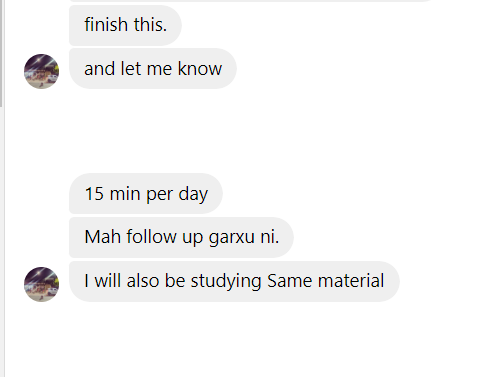 finish this.
and let me know
15 min per day
Mah follow up garxu ni.
I will also be studying Same material